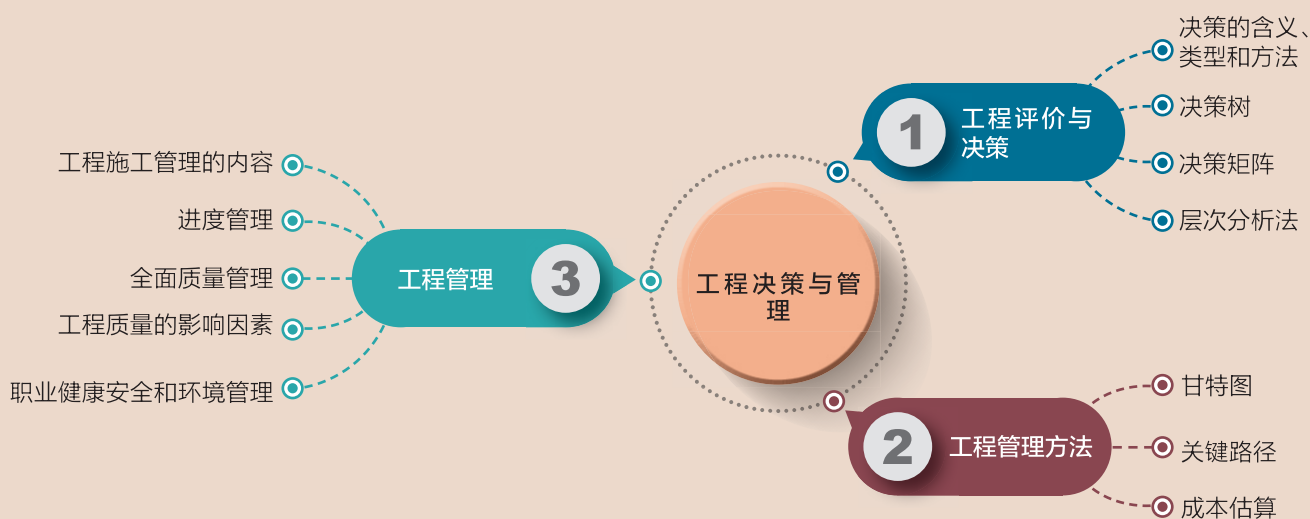 工程决策与管
理
1
工程评价与
决策
决策的含义、
类型和方法
决策树
决策矩阵
层次分析法
2
工程管理方法
甘特图
关键路径
成本估算
3
工程管理
工程施工管理的内容
进度管理
全面质量管理
工程质量的影响因素
职业健康安全和环境管理